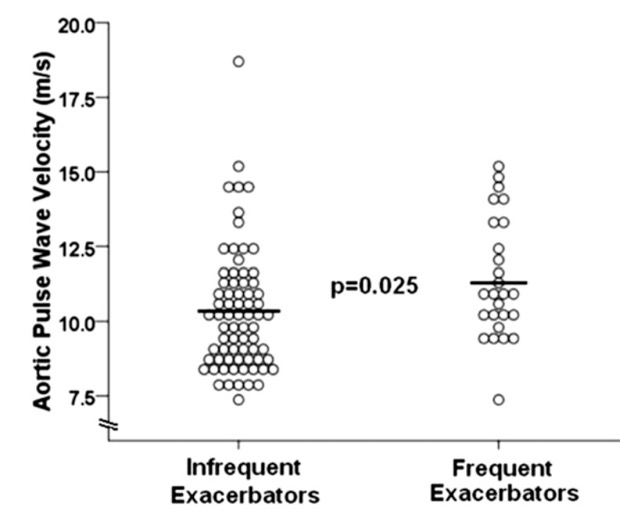 Aortic Pulse Wave Velocity (m/s)
20.0
17.5
15.0
12.5
10.0
7.5
p=0.025
Infrequent
Exacerbators
Frequent
Exacerbators